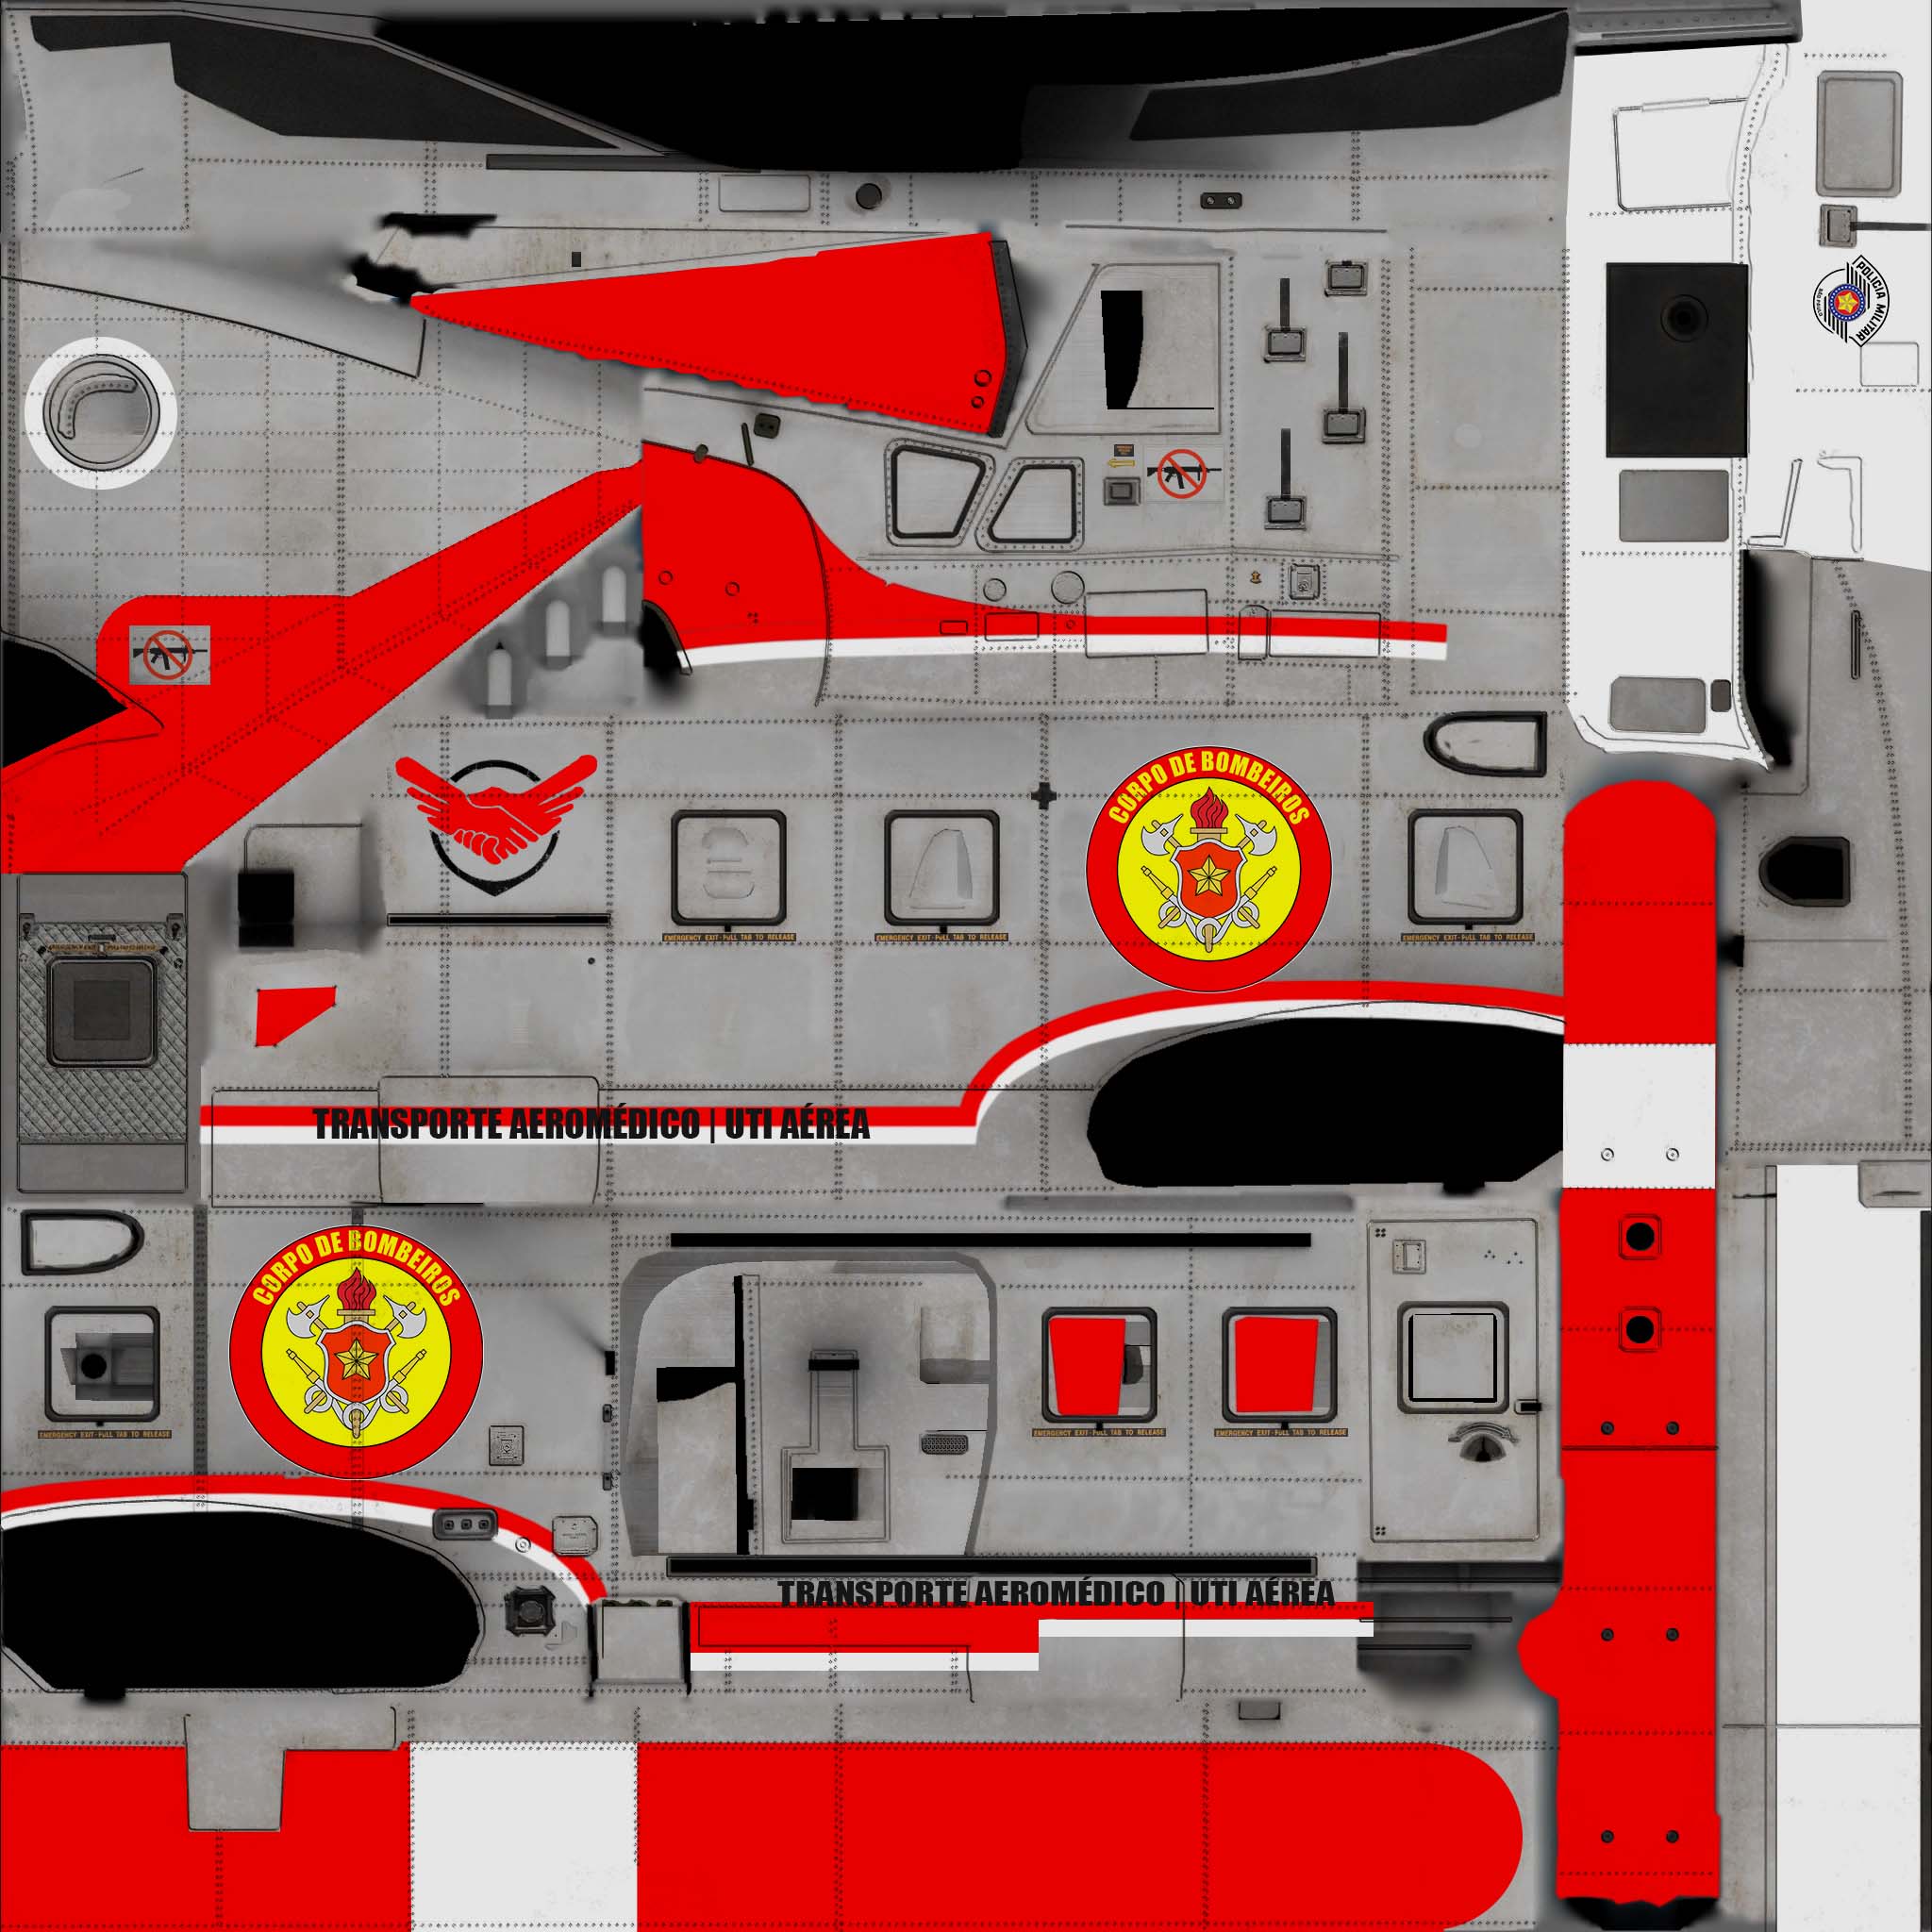 POLÍCIA MILITAR
CORPO DE BOMBEIROS
EMERGENCY EXIT-PULL TAB TO RELEASE
EMERGENCY EXIT-PULL TAB TO RELEASE
EMERGENCY EXIT-PULL TAB TO RELEASE
TRANSPORTE AEROMÉDICO | UTI AÉREA
CORPO DE BOMBEIROS
EMERGENCY EXIT-PULL TAB TO RELEASE
EMERGENCY EXIT-PULL TAB TO RELEASE
EMERGENCY EXIT-PULL TAB TO RELEASE
TRANSPORTE AEROMÉDICO | UTI AÉREA